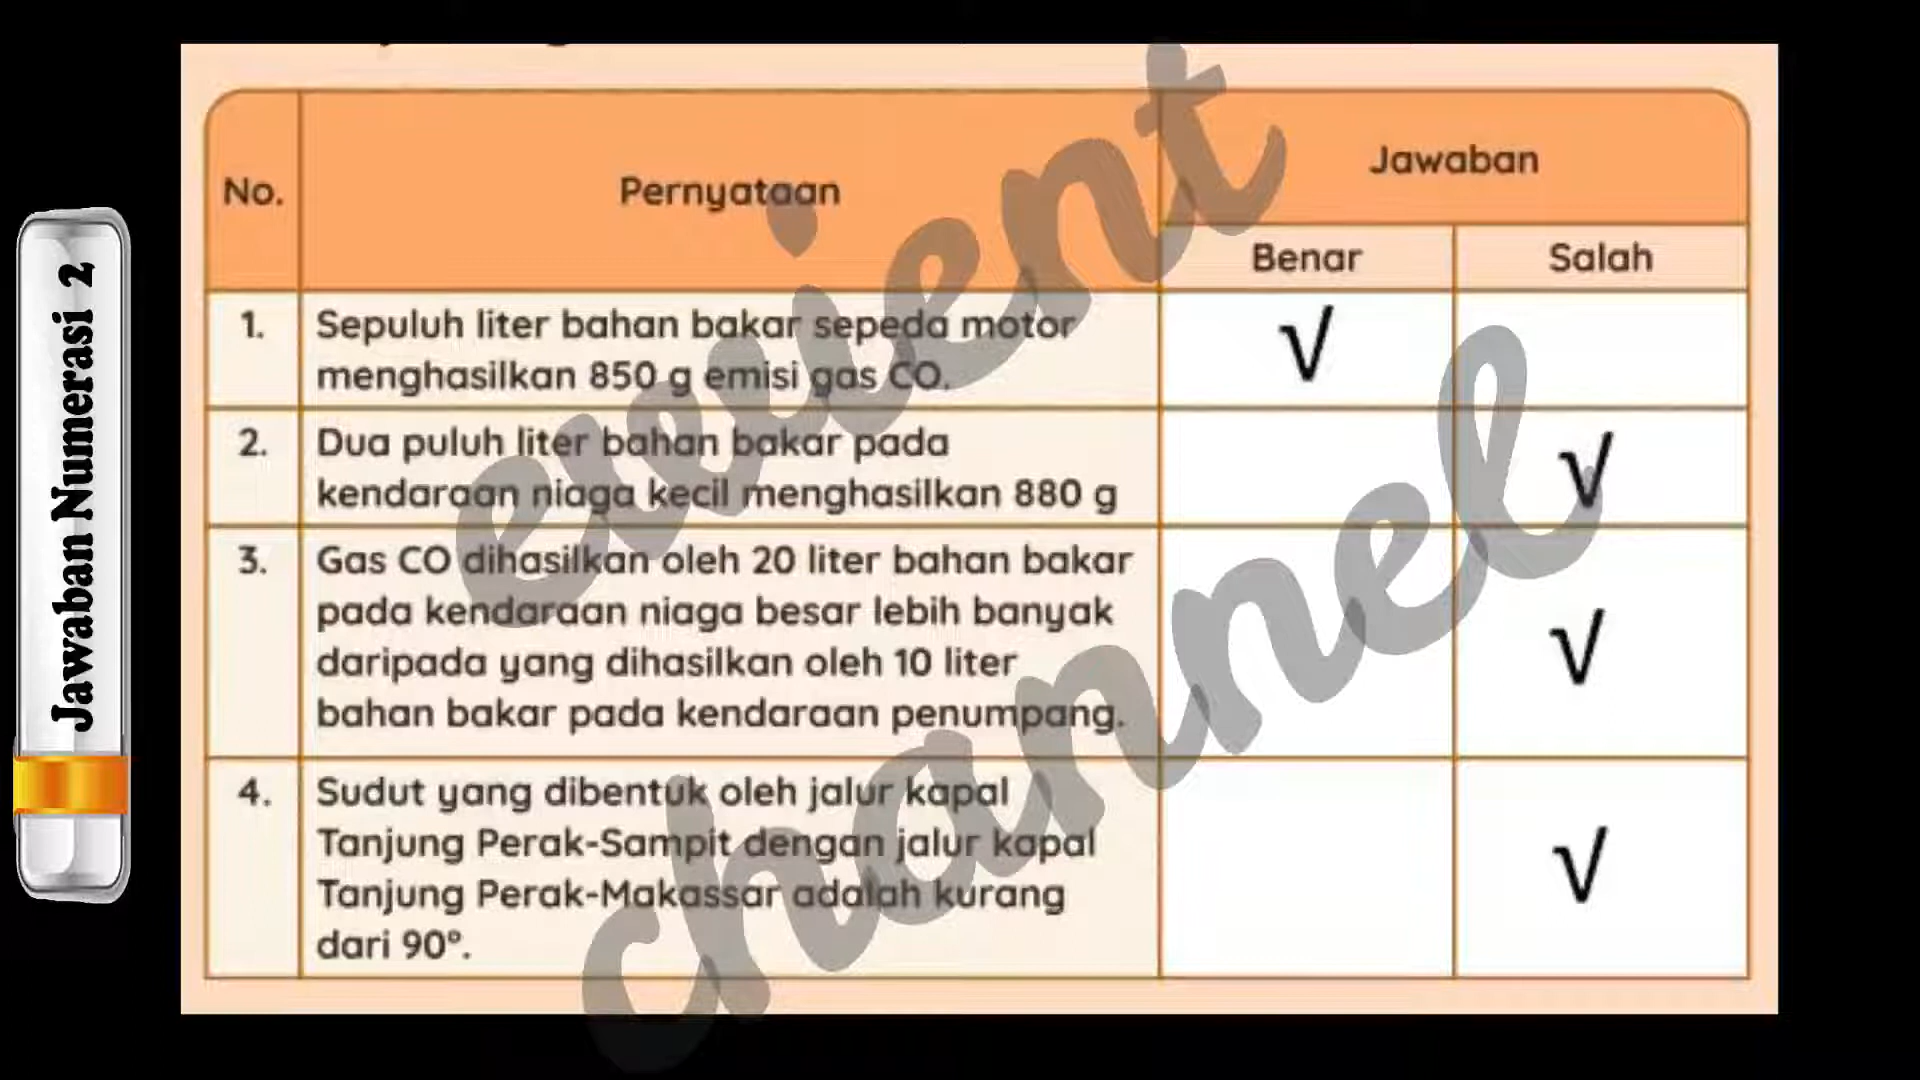 Jawaban Numerasi 2
No.
Pernyataan
Jawaban
Benar
Salah
1.
Sepuluh liter bahan bakar sepeda motor
menghasilkan 850 g emisi gas CO.
√
2.
Dua puluh liter bahan bakar pada
kendaraan niaga kecil menghasilkan 880 g
√
3.
Gas CO dihasilkan oleh 20 liter bahan bakar
pada kendaraan niaga besar lebih banyak
daripada yang dihasilkan oleh 10 liter
bahan bakar pada kendaraan penumpang.
√
4.
Sudut yang dibentuk oleh jalur kapal
Tanjung Perak-Sampit dengan jalur kapal
Tanjung Perak-Makassar adalah kurang
dari 90°.
√
channel